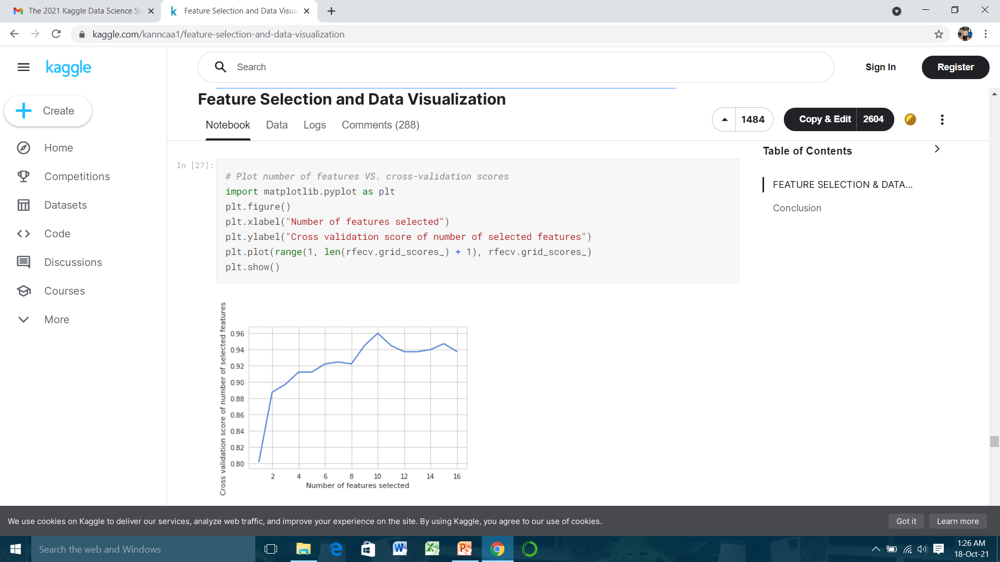 The 2021 Kaggle Data Science Su
Feature Selection and Data Visua
kaggle.com/kanncaa1/feature-selection-and-data-visualization
kaggle
Search
Sign In
Register
Create
Home
Competitions
Datasets
Code
Discussions
Courses
More
Feature Selection and Data Visualization
Notebook Data Logs Comments (288)
1484
Copy & Edit 2604
Table of Contents
FEATURE SELECTION & DATA...
Conclusion
In [27]:
# Plot number of features VS. cross-validation scores
import matplotlib.pyplot as plt
plt.figure()
plt.xlabel("Number of features selected")
plt.ylabel("Cross validation score of number of selected features")
plt.plot(range(1, len(rfecv.grid_scores_) + 1), rfecv.grid_scores_)
plt.show()
Cross validation score of number of selected features
0.96
0.94
0.92
0.90
0.88
0.86
0.84
0.82
0.80
2 4 6 8 10 12 14 16
Number of features selected
We use cookies on Kaggle to deliver our services, analyze web traffic, and improve your experience on the site. By using Kaggle, you agree to our use of cookies.
Got it
Learn more
Search the web and Windows
1:26 AM
18-Oct-21